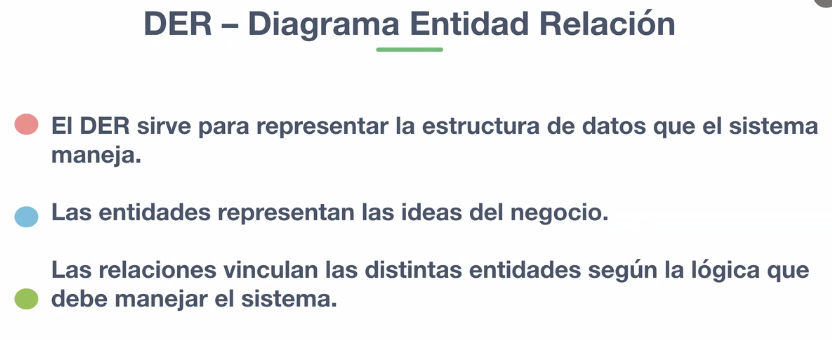 DER – Diagrama Entidad Relación
El DER sirve para representar la estructura de datos que el sistema
maneja.
Las entidades representan las ideas del negocio.
Las relaciones vinculan las distintas entidades según la lógica que
debe manejar el sistema.